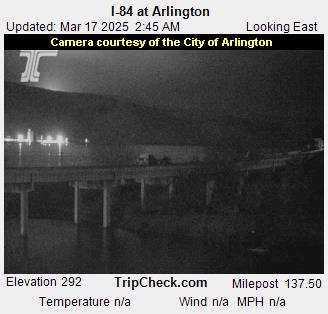 I-84 at Arlington
Updated: Mar 17 2025 2:45 AM Looking East
Camera courtesy of the City of Arlington
Elevation 292 TripCheck.com Milepost 137.50
Temperature n/a Wind n/a MPH n/a